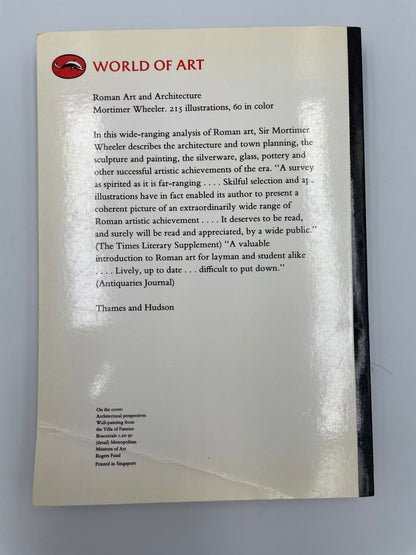 WORLD OF ART
Roman Art and Architecture
Mortimer Wheeler. 215 illustrations, 60 in color
In this wide-ranging analysis of Roman art, Sir Mortimer
Wheeler describes the architecture and town planning, the
sculpture and painting, the silverware, glass, pottery and
other successful artistic achievements of the era. “A survey
as spirited as it is far-ranging . . . . Skilful selection and ap
illustrations have in fact enabled its author to present a
coherent picture of an extraordinarily wide range of
Roman artistic achievement . . . . It deserves to be read,
and surely will be read and appreciated, by a wide public.”
(The Times Literary Supplement) “A valuable
introduction to Roman art for layman and student alike
. . . . Lively, up to date . . . difficult to put down.”
(Antiquaries Journal)
Thames and Hudson
On the cover:
Architectural perspectives
Wall-painting from
the Villa of Fannius
Boscoreale c.40-30
(detail) Metropolitan
Museum of Art
Rogers Fund
Printed in Singapore